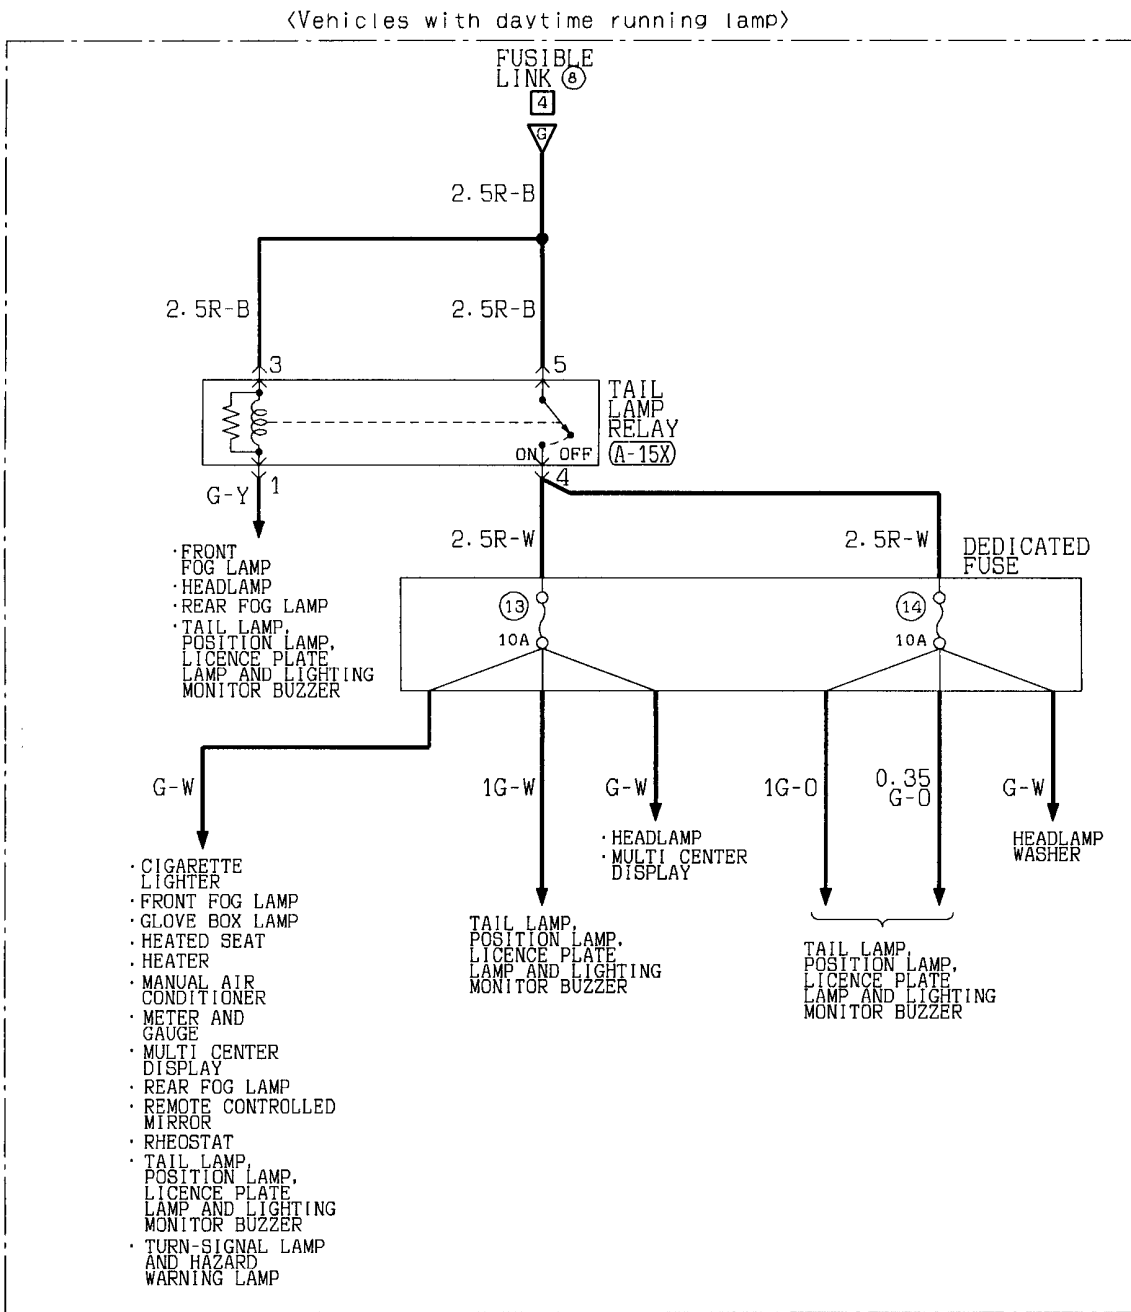 〈Vehicles with daytime running lamp〉
FUSIBLE
LINK ⑧
4
G
2.5R-B
2.5R-B
2.5R-B
3
5
TAIL
LAMP
RELAY
(A-15X)
ON
OFF
1
4
G-Y
2.5R-W
2.5R-W
DEDICATED
FUSE
·FRONT
FOG LAMP
·HEADLAMP
·REAR FOG LAMP
·TAIL LAMP,
POSITION LAMP,
LICENCE PLATE
LAMP AND LIGHTING
MONITOR BUZZER
⑬
10A
⑭
10A
G-W
1G-W
G-W
1G-O
0.35
G-O
G-W
·CIGARETTE
LIGHTER
·FRONT FOG LAMP
·GLOVE BOX LAMP
·HEATED SEAT
·HEATER
·MANUAL AIR
CONDITIONER
·METER AND
GAUGE
·MULTI CENTER
DISPLAY
·REAR FOG LAMP
·REMOTE CONTROLLED
MIRROR
·RHEOSTAT
·TAIL LAMP,
POSITION LAMP,
LICENCE PLATE
LAMP AND LIGHTING
MONITOR BUZZER
·TURN-SIGNAL LAMP
AND HAZARD
WARNING LAMP
TAIL LAMP,
POSITION LAMP,
LICENCE PLATE
LAMP AND LIGHTING
MONITOR BUZZER
·HEADLAMP
·MULTI CENTER
DISPLAY
TAIL LAMP,
POSITION LAMP,
LICENCE PLATE
LAMP AND LIGHTING
MONITOR BUZZER
HEADLAMP
WASHER